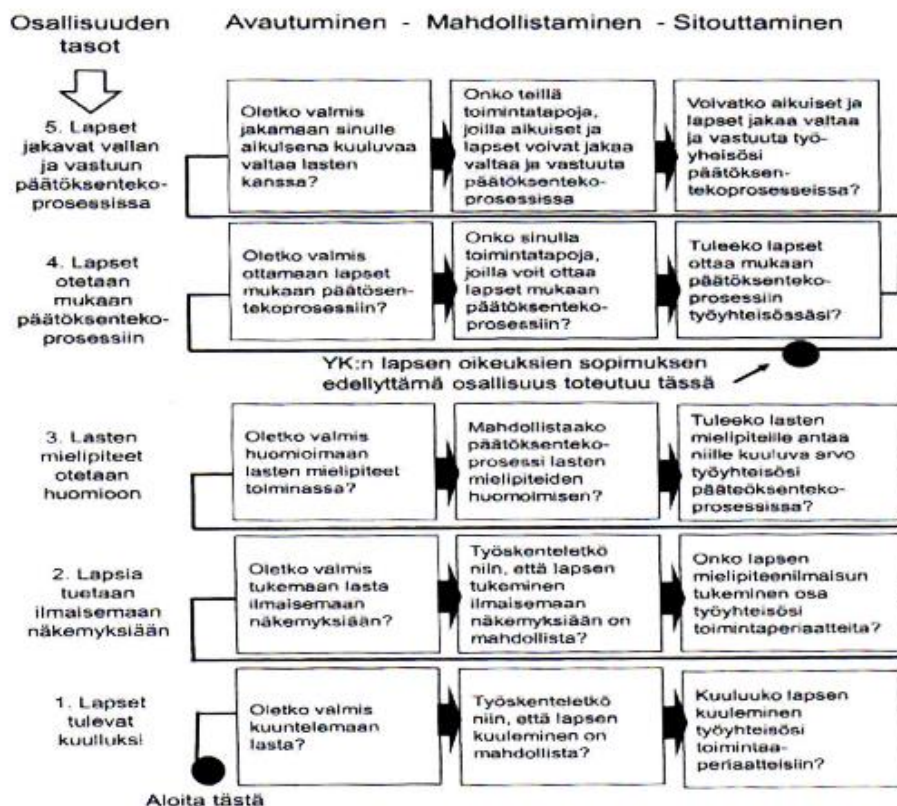 Osallisuuden
tasot
Avautuminen - Mahdollistaminen - Sitouttaminen
5. Lapset
jakavat vallan
ja vastuun
päätöksenteko-
prosessissa
Oletko valmis
jakamaan sinulle
aikuisena kuuluvaa
valtaa lasten
kanssa?
Onko teillä
toimintatapoja,
joilla aikuiset ja
lapset voivat jakaa
valtaa ja vastuuta
päätöksenteko-
prosessissa
Voivatko aikuiset ja
lapset jakaa valtaa
ja vastuuta työ-
yheisösi
päätöksen-
tekoprosesseissa?
4. Lapset
otetaan
mukaan
päätöksenteko-
prosessiin
Oletko valmis
ottamaan lapset
mukaan päätösen-
tekoprosessiin?
Onko sinulla
toimintatapoja,
joilla voit ottaa
lapset mukaan
päätöksenteko-
prosessiin?
Tuleeko lapset
ottaa mukaan
päätöksenteko-
prosessiin
työyhteisössäsi?
YK:n lapsen oikeuksien sopimuksen
edellyttämä osallisuus toteutuu tässä
3. Lasten
mielipiteet
otetaan
huomioon
Oletko valmis
huomioimaan
lasten mielipiteet
toiminassa?
Mahdollistaako
päätöksenteko-
prosessi lasten
mielipiteiden
huomoimisen?
Tuleeko lasten
mielipiteille antaa
niille kuuluva arvo
työyhteisösi
pääteöksenteko-
prosessissa?
2. Lapsia
tuetaan
ilmaisemaan
näkemyksiään
Oletko valmis
tukemaan lasta
ilmaisemaan
näkemyksiään?
Työskenteletkö
niin, että lapsen
tukeminen
ilmaisemaan
näkemyksiään on
mahdollista?
Onko lapsen
mielipiteenilmaisun
tukeminen osa
työyhteisösi
toimintaperiaatteita?
1. Lapset
tulevat
kuulluksi
Oletko valmis
kuuntelemaan
lasta?
Työskenteletkö
niin, että lapsen
kuuleminen on
mahdollista?
Kuuluuko lapsen
kuuleminen
työyhteisösi
toimintaa-
periaatteisiin?
Aloita tästä